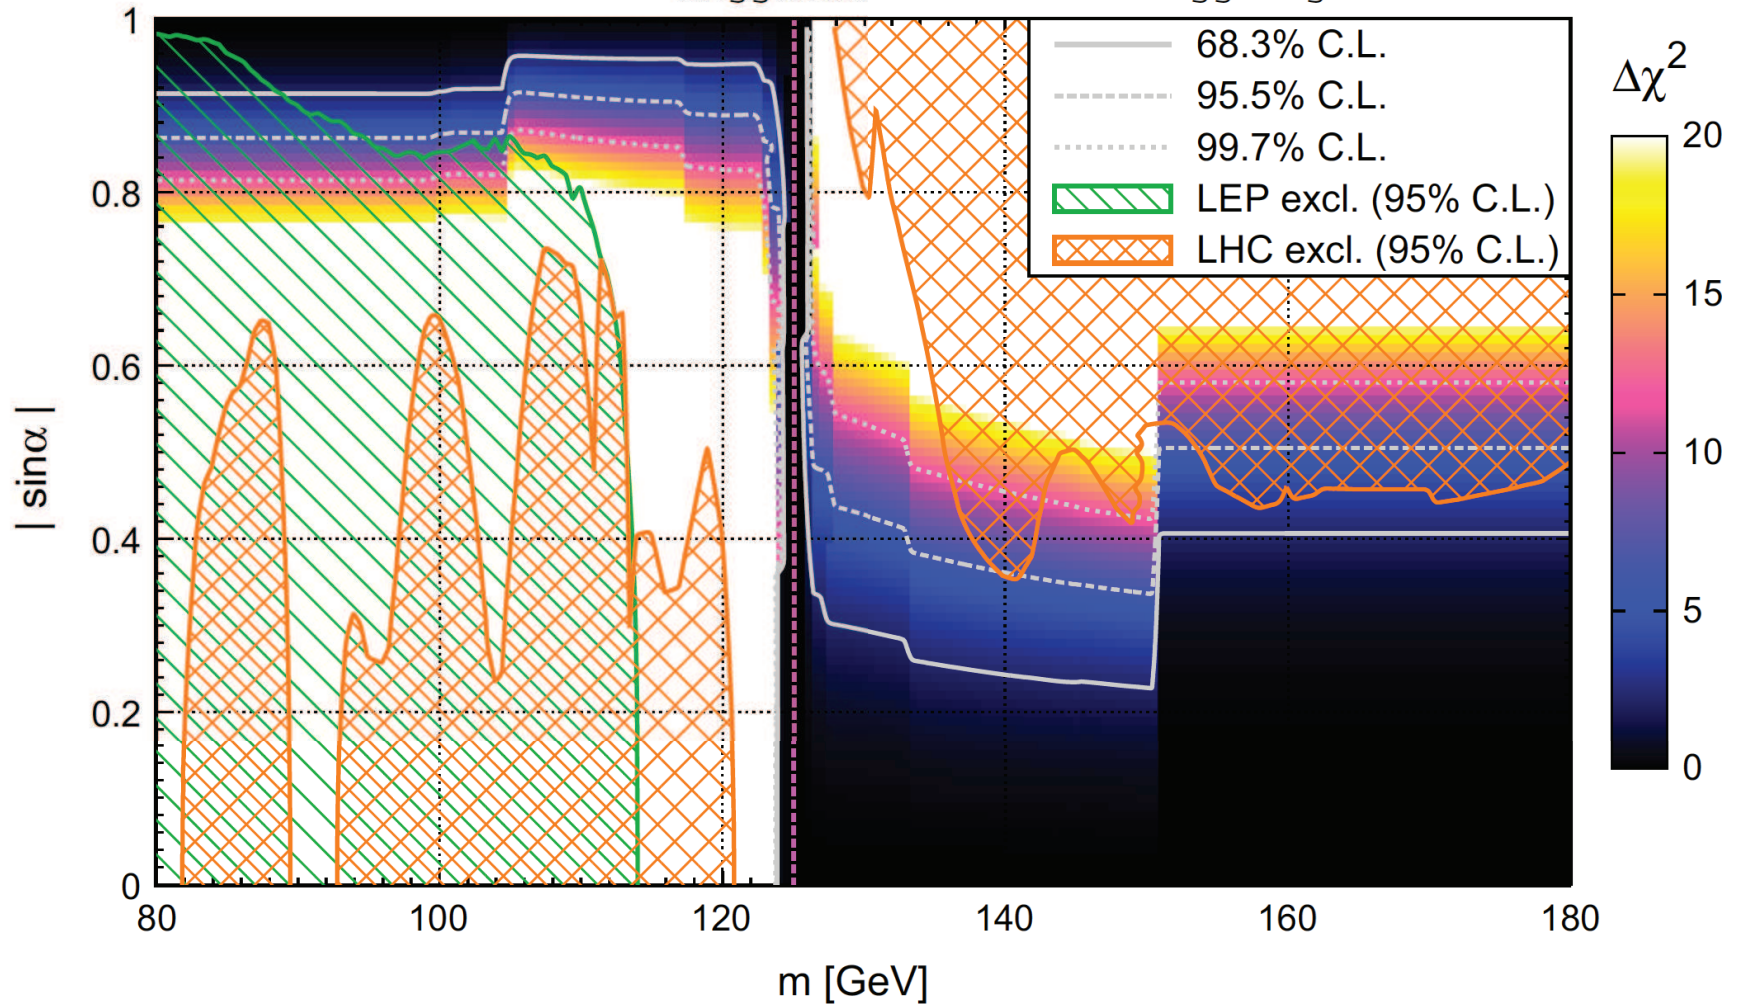 1
0.8
0.6
0.4
0.2
0
80
100
120
140
160
180
| sinα |
m [GeV]
68.3% C.L.
95.5% C.L.
99.7% C.L.
LEP excl. (95% C.L.)
LHC excl. (95% C.L.)
Δχ²
20
15
10
5
0